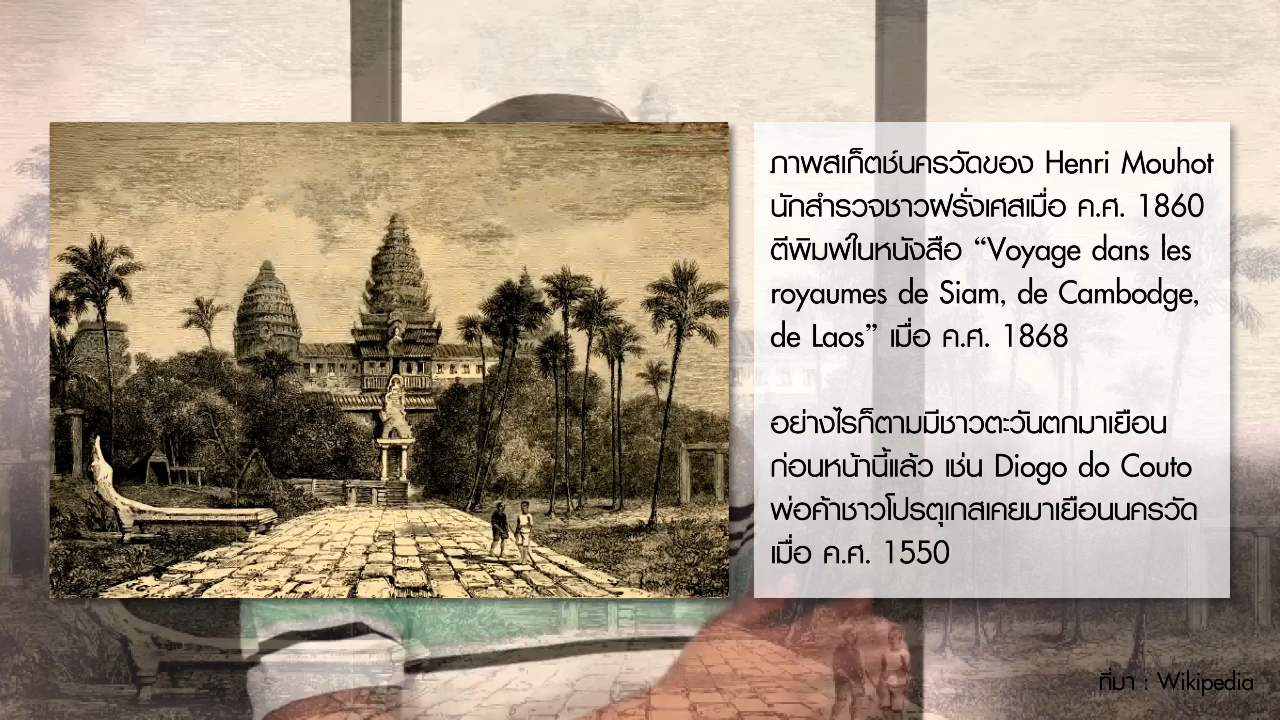 ภาพสเก็ตช์นครวัดของ Henri Mouhot
นักสำรวจชาวฝรั่งเศสเมื่อ ค.ศ. 1860
ตีพิมพ์ในหนังสือ “Voyage dans les
royaumes de Siam, de Cambodge,
de Laos” เมื่อ ค.ศ. 1868
อย่างไรก็ตามมีชาวตะวันตกมาเยือน
ก่อนหน้านี้แล้ว เช่น Diogo do Couto
พ่อค้าชาวโปรตุเกสเคยมาเยือนนครวัด
เมื่อ ค.ศ. 1550
ที่มา : Wikipedia